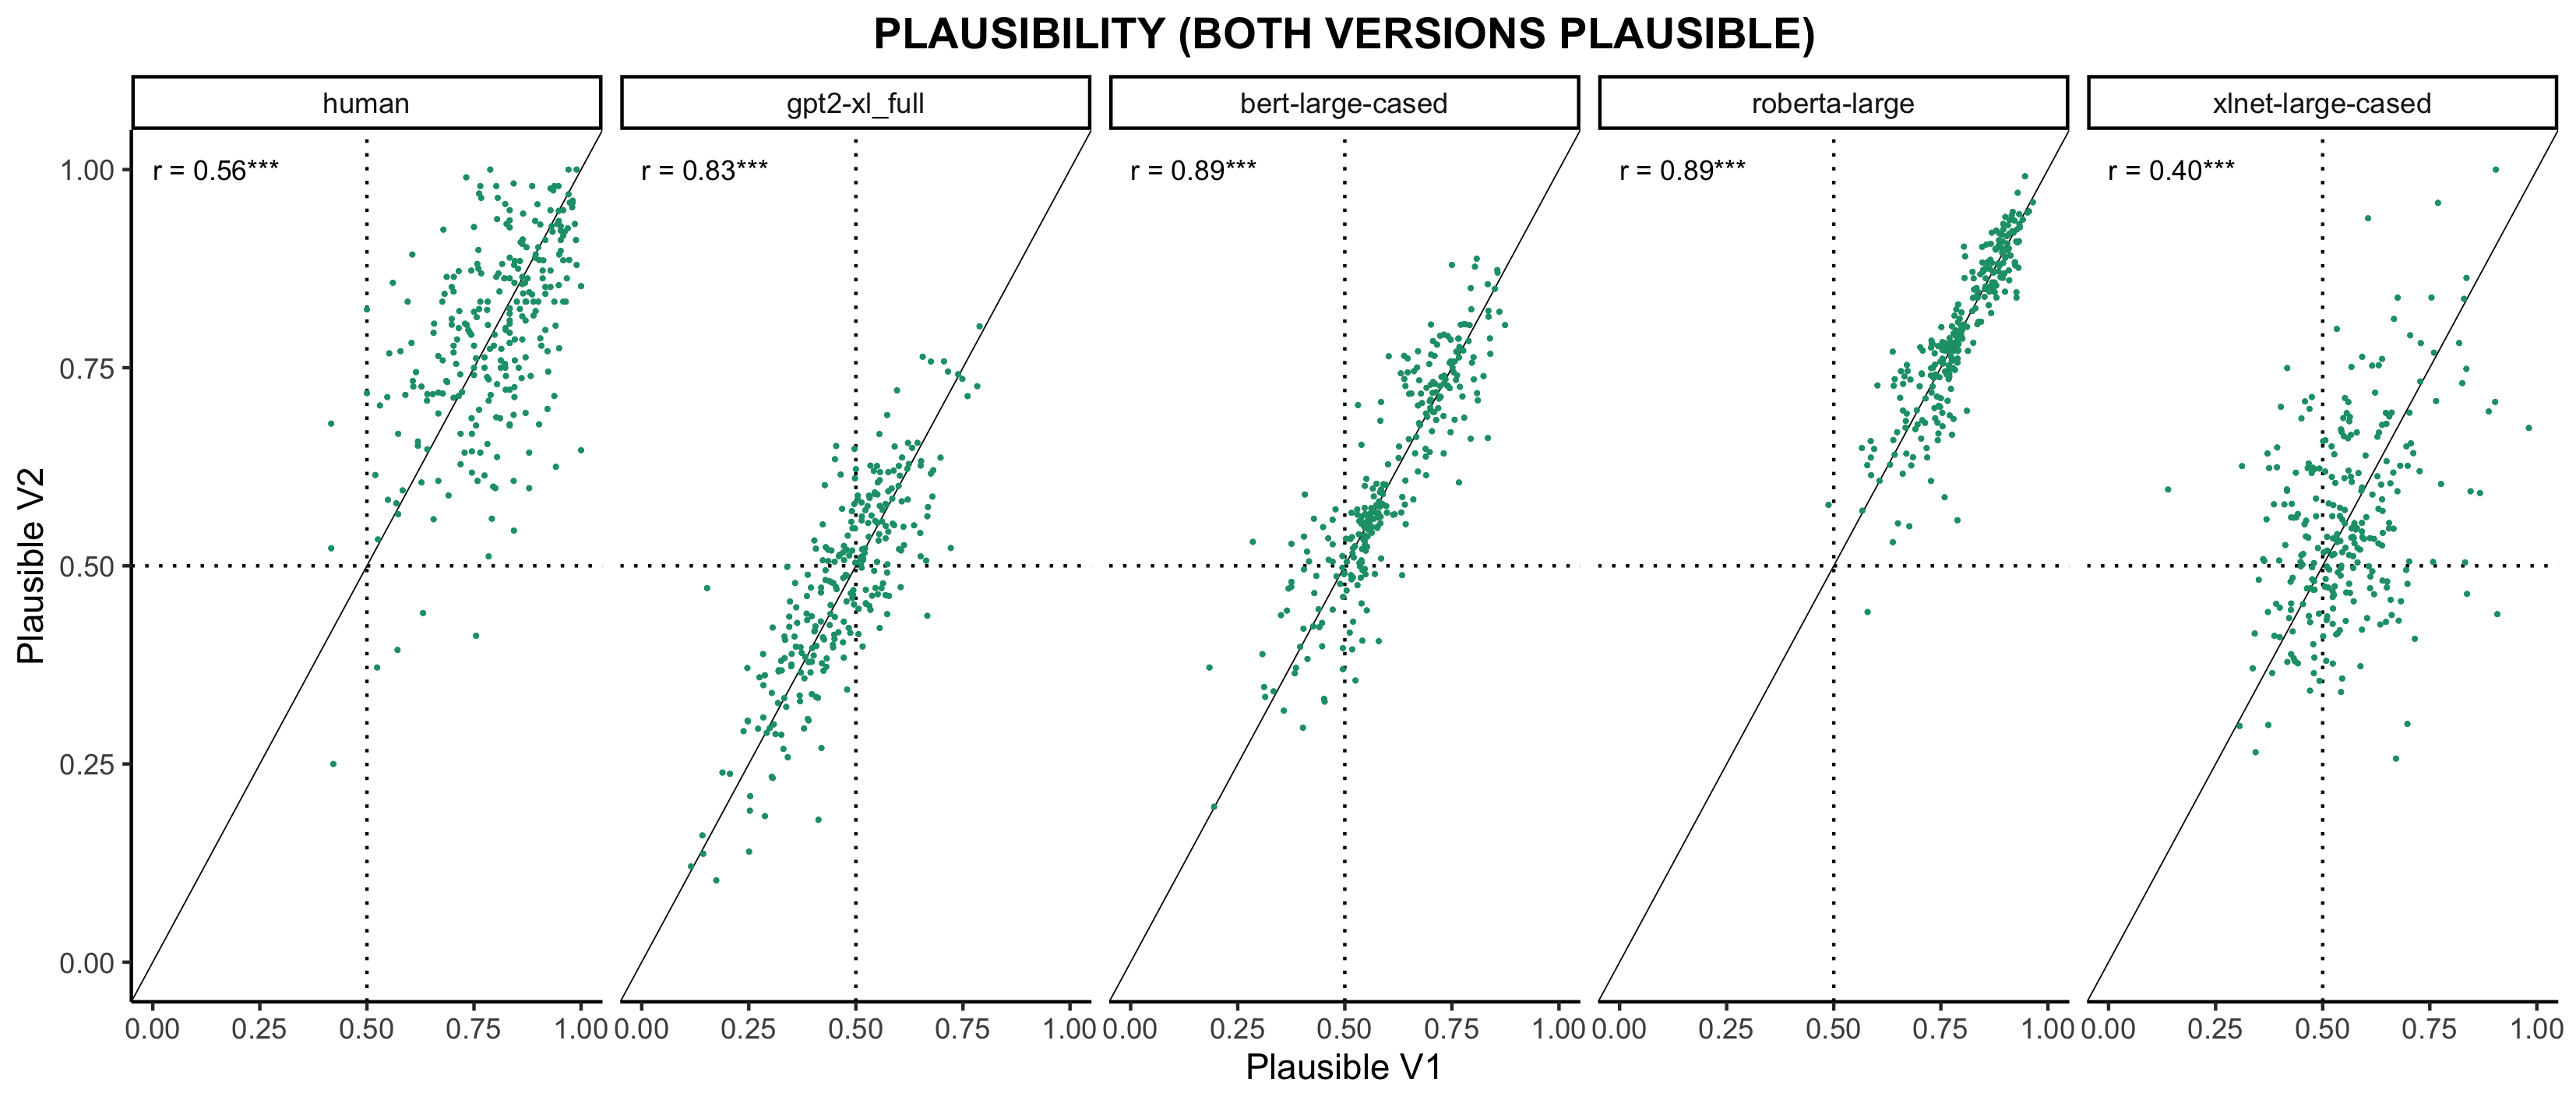 PLAUSIBILITY (BOTH VERSIONS PLAUSIBLE)
human gpt2-xl_full bert-large-cased roberta-large xlnet-large-cased
r = 0.56*** r = 0.83*** r = 0.89*** r = 0.89*** r = 0.40***
1.00
0.75
0.50
0.25
0.00
Plausible V2
0.00 0.25 0.50 0.75 1.00 0.00 0.25 0.50 0.75 1.00 0.00 0.25 0.50 0.75 1.00 0.00 0.25 0.50 0.75 1.00 0.00 0.25 0.50 0.75 1.00
Plausible V1